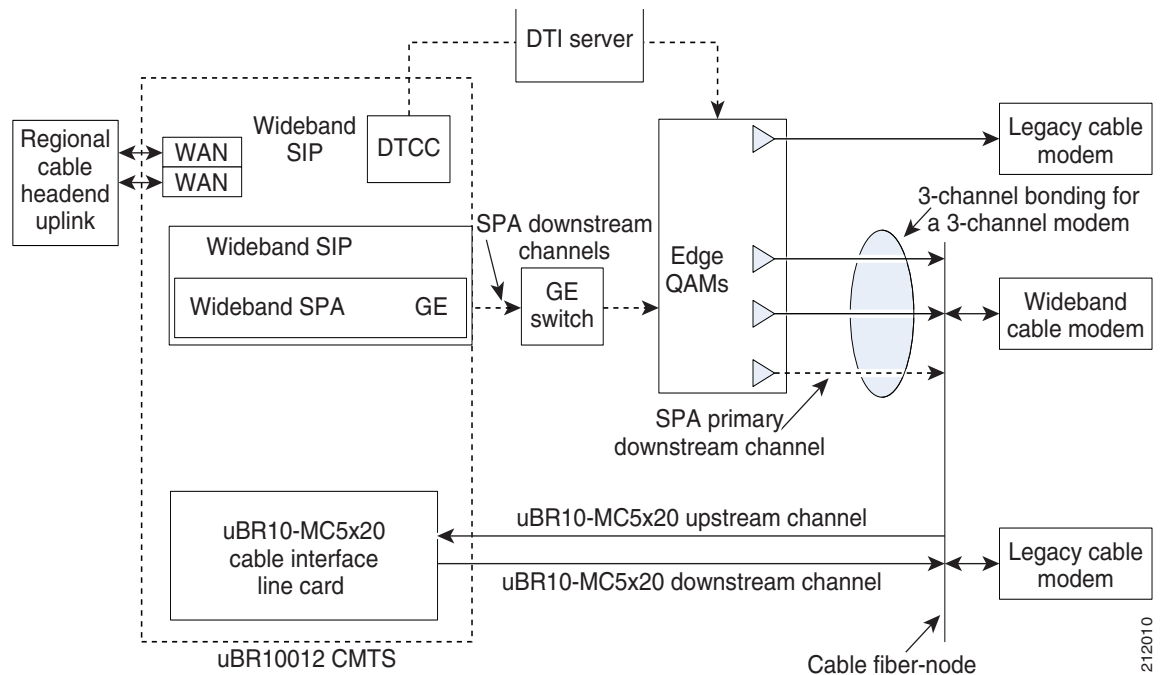 DTI server
Regional
cable
headend
uplink
WAN
WAN
Wideband
SIP
DTCC
Legacy cable
modem
3-channel bonding for
a 3-channel modem
SPA downstream
channels
Wideband SIP
Wideband SPA
GE
GE
switch
Edge
QAMs
Wideband
cable modem
SPA primary
downstream channel
uBR10-MC5x20
cable interface
line card
uBR10-MC5x20 upstream channel
uBR10-MC5x20 downstream channel
Legacy cable
modem
uBR10012 CMTS
Cable fiber-node
212010